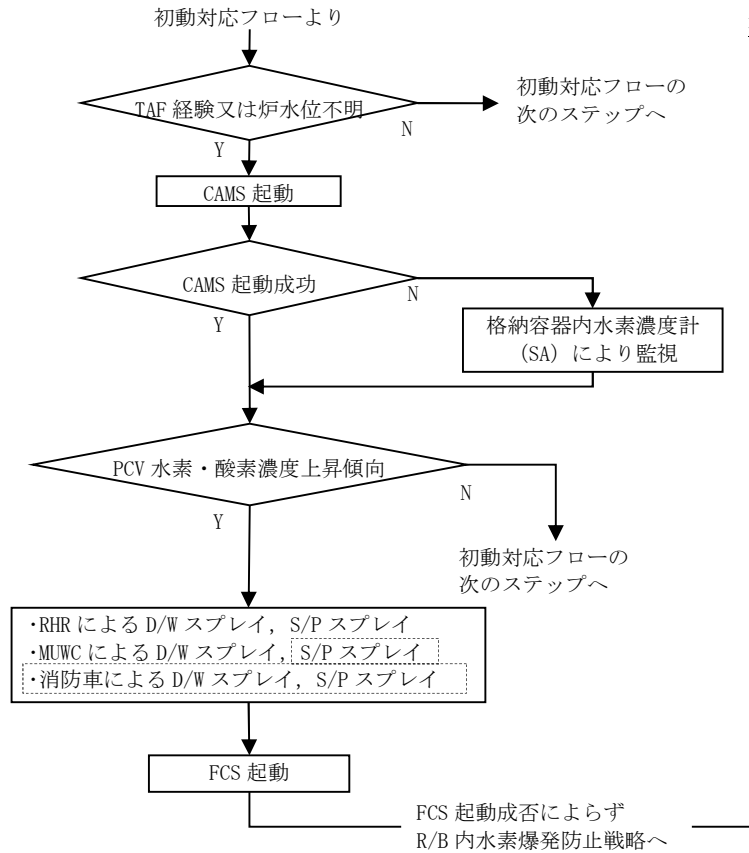 初動対応フローより
TAF 経験又は炉水位不明
N
初動対応フローの
次のステップへ
Y
CAMS 起動
CAMS 起動成功
N
Y
格納容器内水素濃度計
（SA）により監視
PCV 水素・酸素濃度上昇傾向
N
Y
初動対応フローの
次のステップへ
・RHR による D/W スプレイ, S/P スプレイ
・MUWC による D/W スプレイ, S/P スプレイ
・消防車による D/W スプレイ, S/P スプレイ
FCS 起動
FCS 起動成否によらず
R/B 内水素爆発防止戦略へ